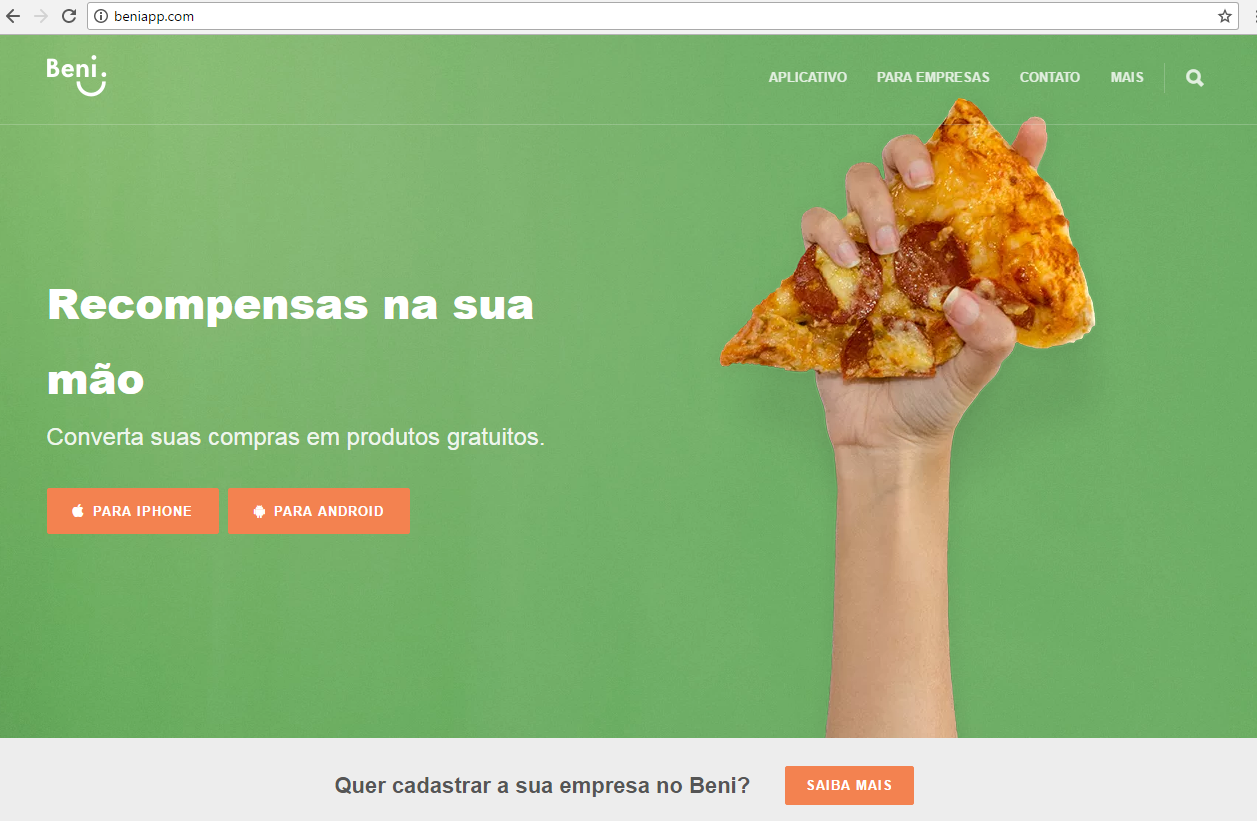 beniapp.com
Beni
APLICATIVO PARA EMPRESAS CONTATO MAIS
Recompensas na sua
mão
Converta suas compras em produtos gratuitos.
PARA IPHONE PARA ANDROID
Quer cadastrar a sua empresa no Beni? SAIBA MAIS